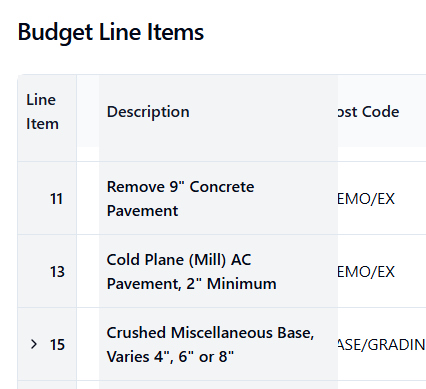 Budget Line Items
Line
Item
Description
ost Code
11
Remove 9" Concrete
Pavement
EMO/EX
13
Cold Plane (Mill) AC
Pavement, 2" Minimum
EMO/EX
15
Crushed Miscellaneous Base,
Varies 4", 6" or 8"
ASE/GRADIN